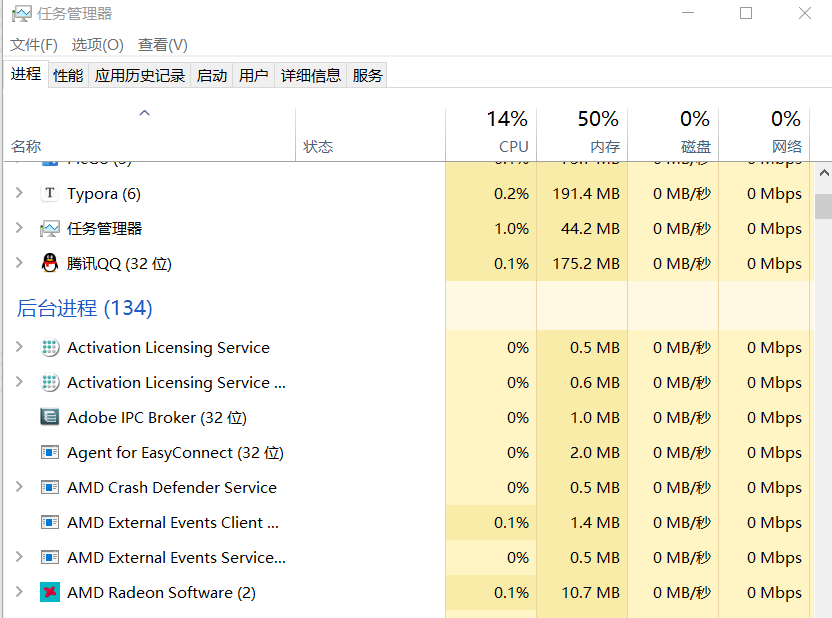 任务管理器
文件(F) 选项(O) 查看(V)
进程 性能 应用历史记录 启动 用户 详细信息 服务
14% 50% 0% 0%
名称 状态 CPU 内存 磁盘 网络
Typora (6) 0.2% 191.4 MB 0 MB/秒 0 Mbps
任务管理器 1.0% 44.2 MB 0 MB/秒 0 Mbps
腾讯QQ (32 位) 0.1% 175.2 MB 0 MB/秒 0 Mbps
后台进程 (134)
Activation Licensing Service 0% 0.5 MB 0 MB/秒 0 Mbps
Activation Licensing Service ... 0% 0.6 MB 0 MB/秒 0 Mbps
Adobe IPC Broker (32 位) 0% 1.0 MB 0 MB/秒 0 Mbps
Agent for EasyConnect (32 位) 0% 2.0 MB 0 MB/秒 0 Mbps
AMD Crash Defender Service 0% 0.5 MB 0 MB/秒 0 Mbps
AMD External Events Client ... 0.1% 1.4 MB 0 MB/秒 0 Mbps
AMD External Events Service... 0% 0.5 MB 0 MB/秒 0 Mbps
AMD Radeon Software (2) 0.1% 10.7 MB 0 MB/秒 0 Mbps